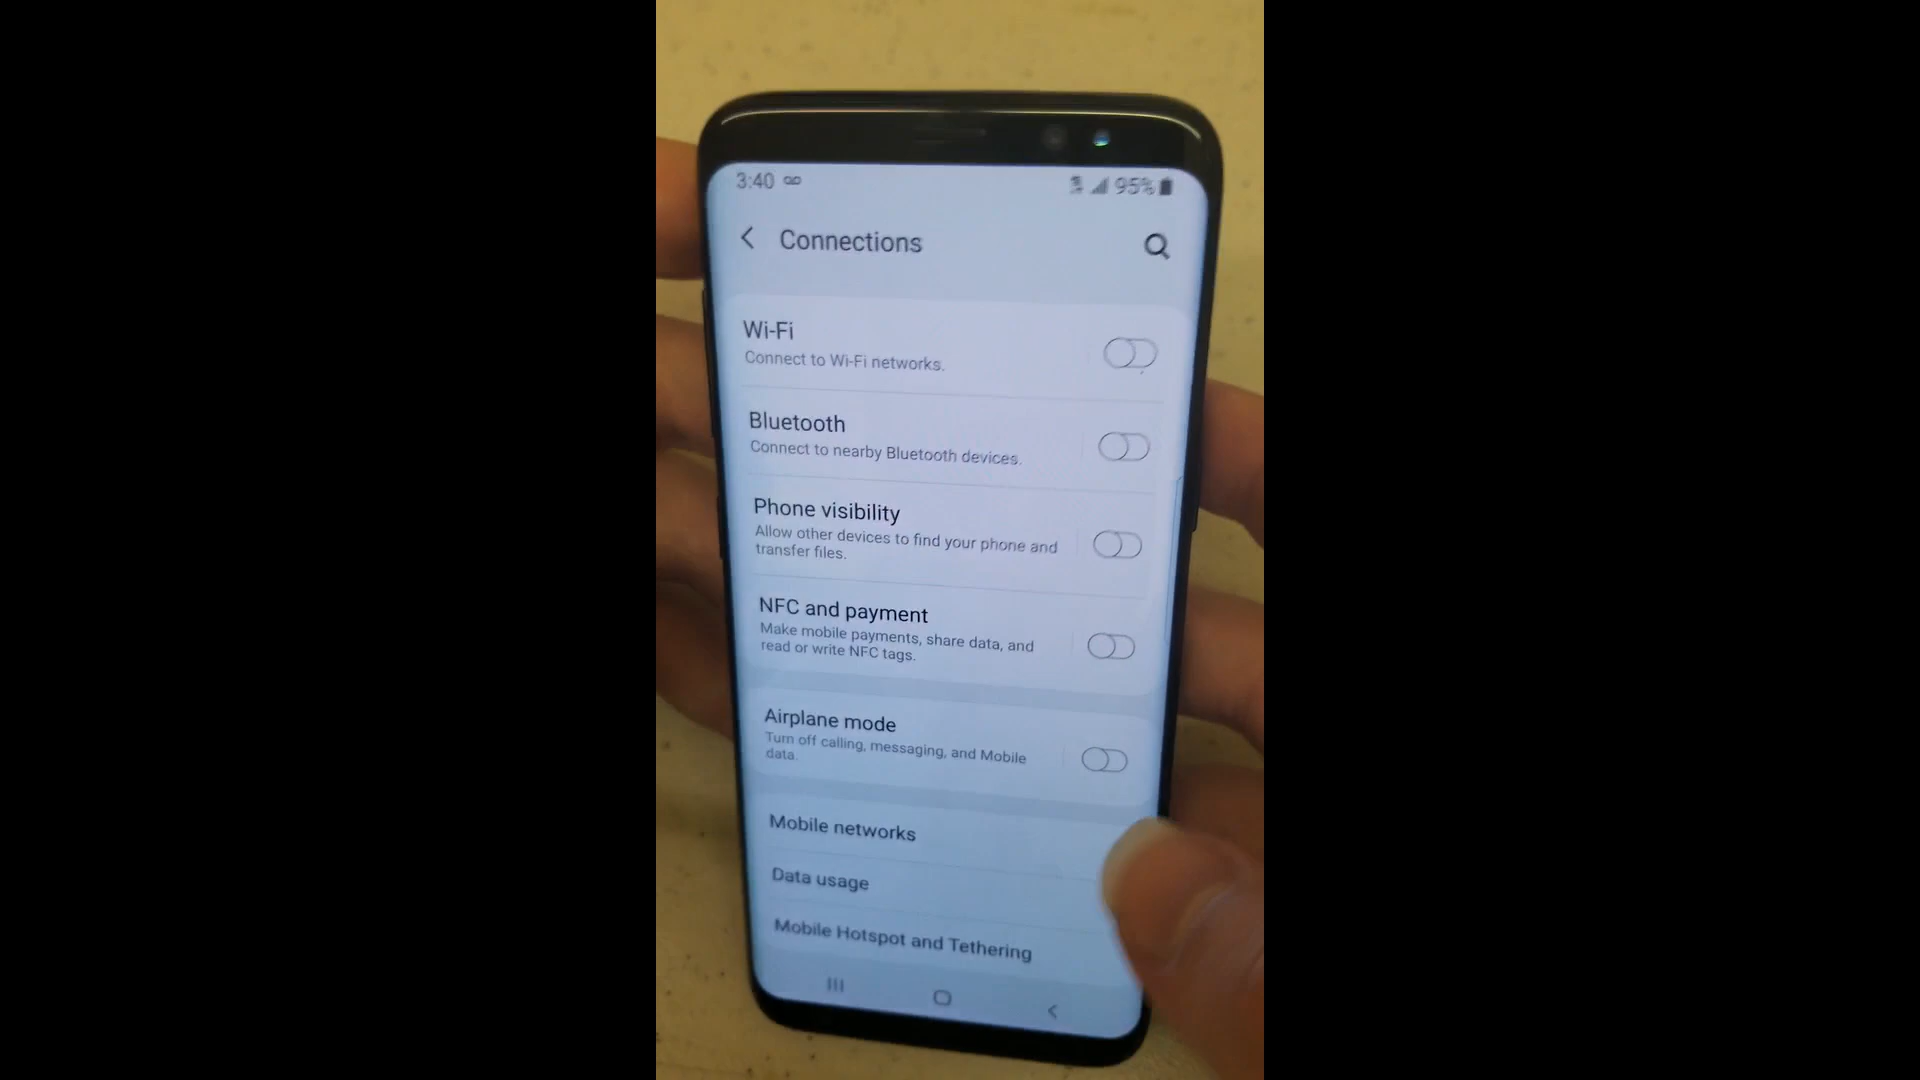 3:40
95%
Connections
Wi-Fi
Connect to Wi-Fi networks.
Bluetooth
Connect to nearby Bluetooth devices.
Phone visibility
Allow other devices to find your phone and
transfer files.
NFC and payment
Make mobile payments, share data, and
read or write NFC tags.
Airplane mode
Turn off calling, messaging, and Mobile
data.
Mobile networks
Data usage
Mobile Hotspot and Tethering